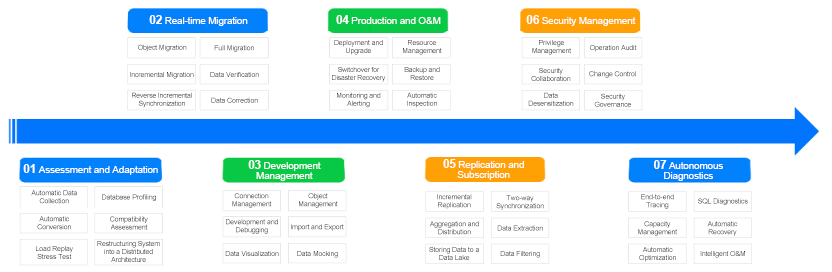 02 Real-time Migration
Object Migration
Full Migration
Incremental Migration
Data Verification
Reverse Incremental
Synchronization
Data Correction
04 Production and O&M
Deployment and
Upgrade
Resource
Management
Switchover for
Disaster Recovery
Backup and
Restore
Monitoring and
Alerting
Automatic
Inspection
06 Security Management
Privilege
Management
Operation Audit
Security
Collaboration
Change Control
Data
Desensitization
Security
Governance
01 Assessment and Adaptation
Automatic Data
Collection
Database Profiling
Automatic
Conversion
Compatibility
Assessment
Load Replay
Stress Test
Restructuring System
into a Distributed
Architecture
03 Development
Management
Connection
Management
Object
Management
Development and
Debugging
Import and Export
Data Visualization
Data Mocking
05 Replication and
Subscription
Incremental
Replication
Two-way
Synchronization
Aggregation and
Distribution
Data Extraction
Storing Data to a
Data Lake
Data Filtering
07 Autonomous
Diagnostics
End-to-end
Tracing
SQL Diagnostics
Capacity
Management
Automatic
Recovery
Automatic
Optimization
Intelligent O&M